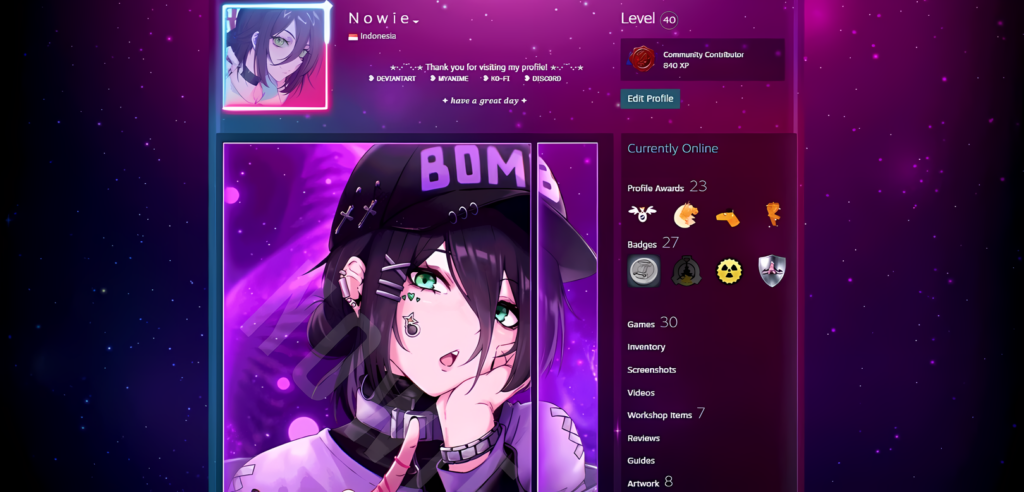 Nowie
Indonesia
★⋆.·´¯`·.⋆★ Thank you for visiting my profile! ★⋆.·´¯`·.⋆★
❥ DEVIANTART ❥ MYANIME ❥ KO-FI ❥ DISCORD
✦ have a great day ✦
Level 40
Community Contributor
840 XP
Edit Profile
BOMB
Currently Online
Profile Awards 23
Badges 27
Games 30
Inventory
Screenshots
Videos
Workshop Items 7
Reviews
Guides
Artwork 8